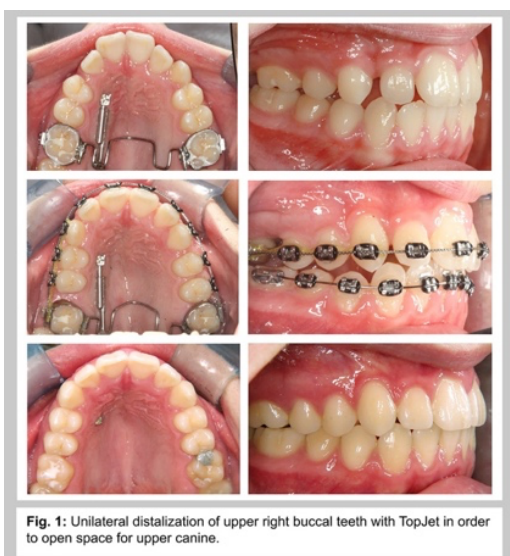 Fig. 1: Unilateral distalization of upper right buccal teeth with TopJet in order
to open space for upper canine.